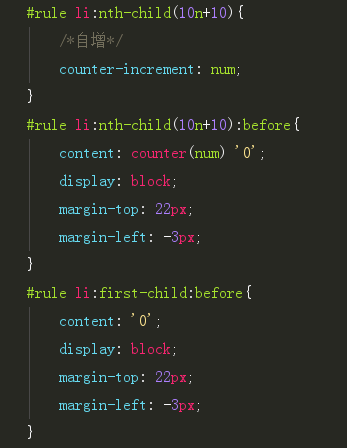 #rule li:nth-child(10n+10){
/*自增*/
counter-increment: num;
}
#rule li:nth-child(10n+10):before{
content: counter(num) '0';
display: block;
margin-top: 22px;
margin-left: -3px;
}
#rule li:first-child:before{
content: '0';
display: block;
margin-top: 22px;
margin-left: -3px;
}